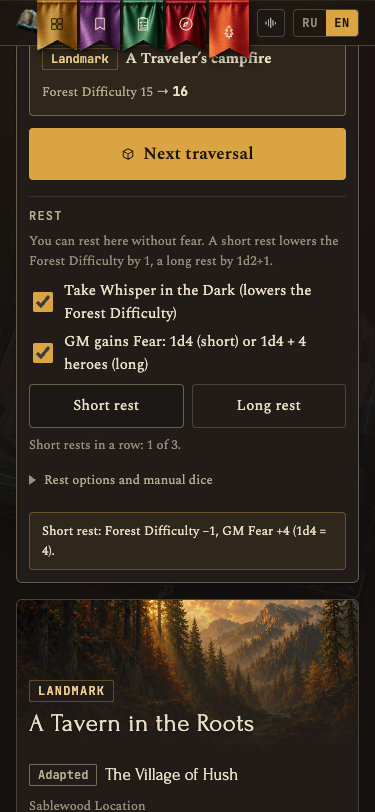 RU EN
Landmark A Traveler's campfire
Forest Difficulty 15 → 16
Next traversal
REST
You can rest here without fear. A short rest lowers the
Forest Difficulty by 1, a long rest by 1d2+1.
Take Whisper in the Dark (lowers the
Forest Difficulty)
GM gains Fear: 1d4 (short) or 1d4 + 4
heroes (long)
Short rest Long rest
Short rests in a row: 1 of 3.
Rest options and manual dice
Short rest: Forest Difficulty −1, GM Fear +4 (1d4 =
4).
LANDMARK
A Tavern in the Roots
Adapted The Village of Hush
Sablewood Location